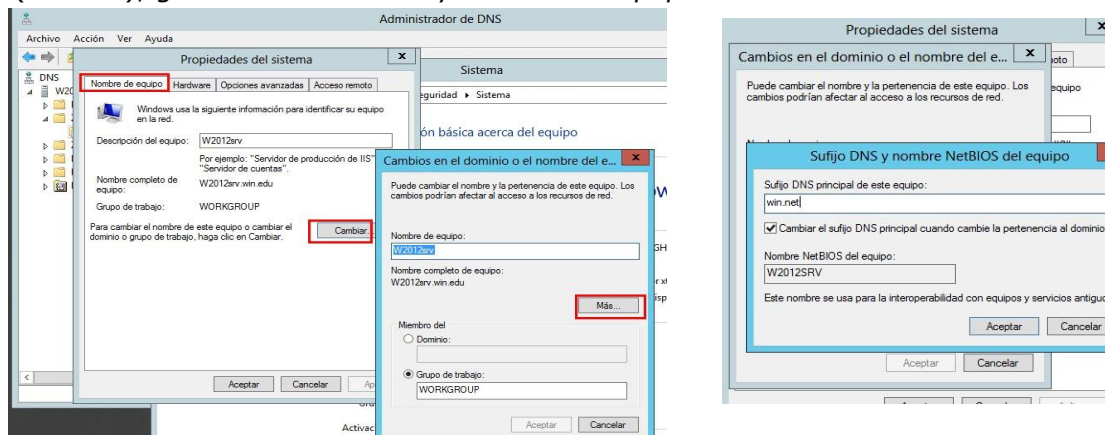 Administrador de DNS
Archivo Acción Ver Ayuda
DNS
Propiedades del sistema
x
Nombre de equipo
Hardware
Opciones avanzadas
Acceso remoto
Windows usa la siguiente información para identificar su equipo
en la red.
Descripción del equipo:
W2012srv
Por ejemplo: "Servidor de producción de IIS"
"Servidor de cuentas".
Nombre completo de
equipo:
W2012srv.win.edu
Grupo de trabajo:
WORKGROUP
Para cambiar el nombre de este equipo o cambiar el
dominio o grupo de trabajo, haga clic en Cambiar.
Cambiar...
Aceptar
Cancelar
Sistema
Sistema
ón básica acerca del equipo
Activac
Cambios en el dominio o el nombre del e...
x
Puede cambiar el nombre y la pertenencia de este equipo. Los
cambios podrían afectar al acceso a los recursos de red.
Nombre de equipo:
W2012srv
Nombre completo de equipo:
W2012srv.win.edu
Más...
Miembro del
Dominio:
Grupo de trabajo:
WORKGROUP
Aceptar
Cancelar
Propiedades del sistema
x
Cambios en el dominio o el nombre del e...
x
Puede cambiar el nombre y la pertenencia de este equipo. Los
cambios podrían afectar al acceso a los recursos de red.
equipo
Sufijo DNS y nombre NetBIOS del equipo
Sufijo DNS principal de este equipo:
win.net
Cambiar el sufijo DNS principal cuando cambie la pertenencia al dominio
Nombre NetBIOS del equipo:
W2012SRV
Este nombre se usa para la interoperabilidad con equipos y servicios antiguo
Aceptar
Cancelar
Aceptar
Cancelar